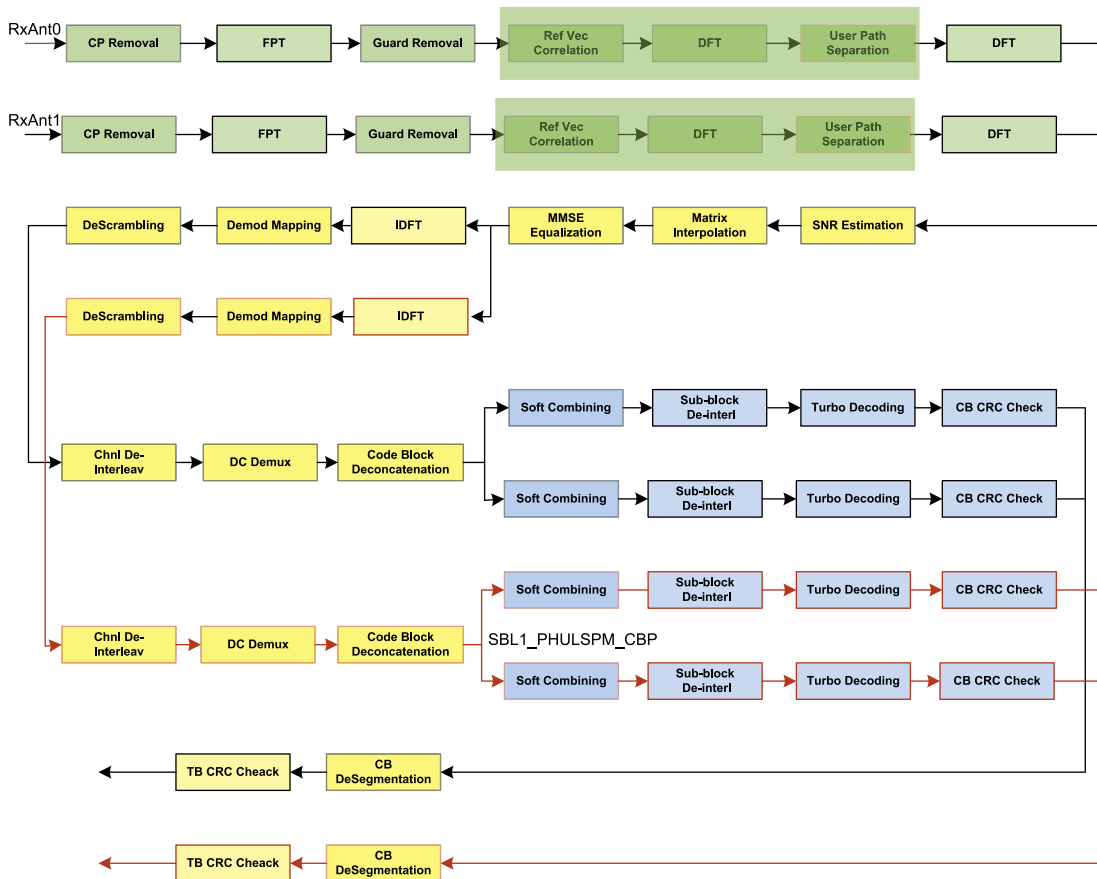 RxAnt0
CP Removal
FPT
Guard Removal
Ref Vec
Correlation
DFT
User Path
Separation
DFT
RxAnt1
CP Removal
FPT
Guard Removal
Ref Vec
Correlation
DFT
User Path
Separation
DFT
DeScrambling
Demod Mapping
IDFT
MMSE
Equalization
Matrix
Interpolation
SNR Estimation
DeScrambling
Demod Mapping
IDFT
Soft Combining
Sub-block
De-interl
Turbo Decoding
CB CRC Check
Chnl De-
Interleav
DC Demux
Code Block
Deconcatenation
Soft Combining
Sub-block
De-interl
Turbo Decoding
CB CRC Check
Soft Combining
Sub-block
De-interl
Turbo Decoding
CB CRC Check
Chnl De-
Interleav
DC Demux
Code Block
Deconcatenation
SBL1_PHULSPM_CBP
Soft Combining
Sub-block
De-interl
Turbo Decoding
CB CRC Check
TB CRC Cheack
CB
DeSegmentation
TB CRC Cheack
CB
DeSegmentation